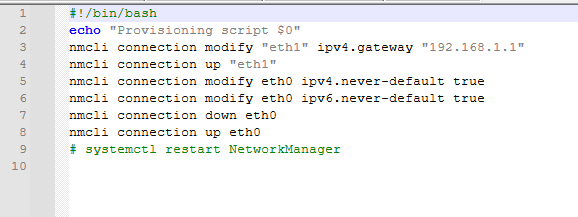 1 #!/bin/bash
2 echo "Provisioning script $0"
3 nmcli connection modify "eth1" ipv4.gateway "192.168.1.1"
4 nmcli connection up "eth1"
5 nmcli connection modify eth0 ipv4.never-default true
6 nmcli connection modify eth0 ipv6.never-default true
7 nmcli connection down eth0
8 nmcli connection up eth0
9 # systemctl restart NetworkManager
10